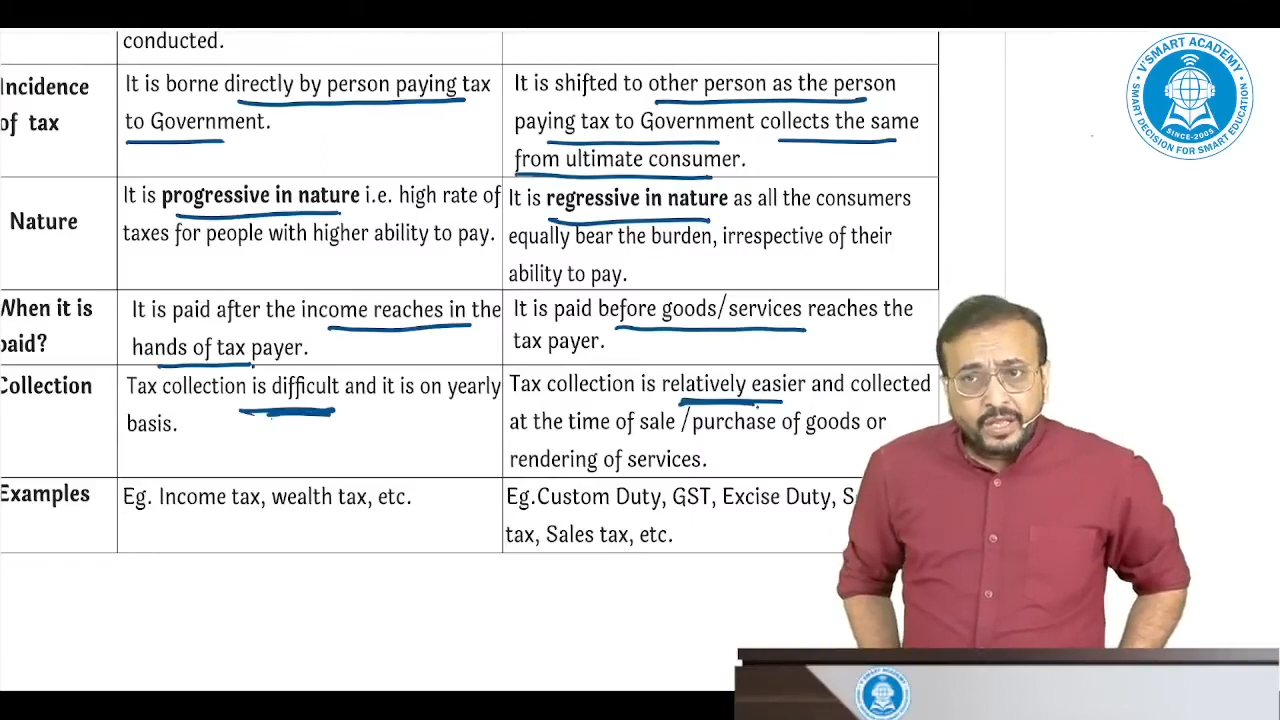 conducted.
Incidence
of tax
It is borne directly by person paying tax
to Government.
It is shifted to other person as the person
paying tax to Government collects the same
from ultimate consumer.
Nature
It is progressive in nature i.e. high rate of
taxes for people with higher ability to pay.
It is regressive in nature as all the consumers
equally bear the burden, irrespective of their
ability to pay.
When it is
paid?
It is paid after the income reaches in the
hands of tax payer.
It is paid before goods/services reaches the
tax payer.
Collection
Tax collection is difficult and it is on yearly
basis.
Tax collection is relatively easier and collected
at the time of sale /purchase of goods or
rendering of services.
Examples
Eg. Income tax, wealth tax, etc.
Eg.Custom Duty, GST, Excise Duty, S
tax, Sales tax, etc.
V'SMART ACADEMY
SINCE-2005
SMART DECISION FOR SMART EDUCATION